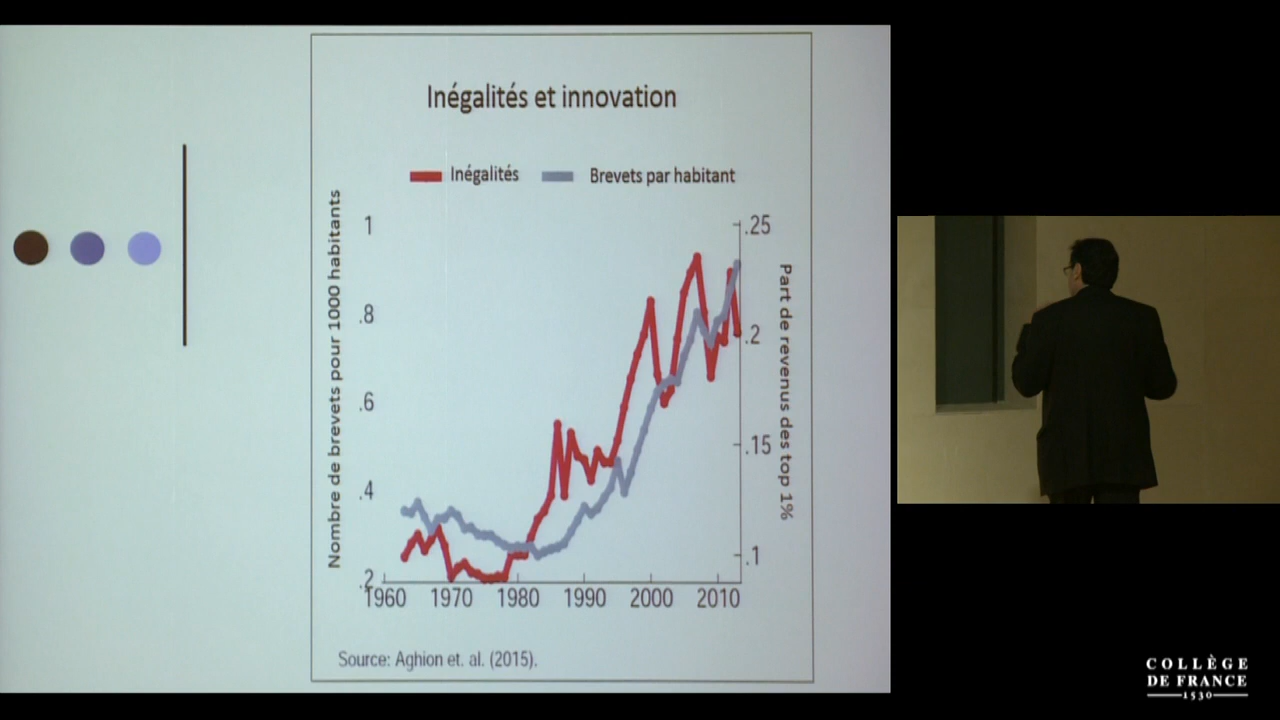 Inégalités et innovation
Inégalités
Brevets par habitant
Nombre de brevets pour 1000 habitants
1
.8
.6
.4
.2
.25
.2
.15
.1
Part de revenus des top 1%
1960 1970 1980 1990 2000 2010
Source: Aghion et. al. (2015).
COLLÈGE
DE FRANCE
1530